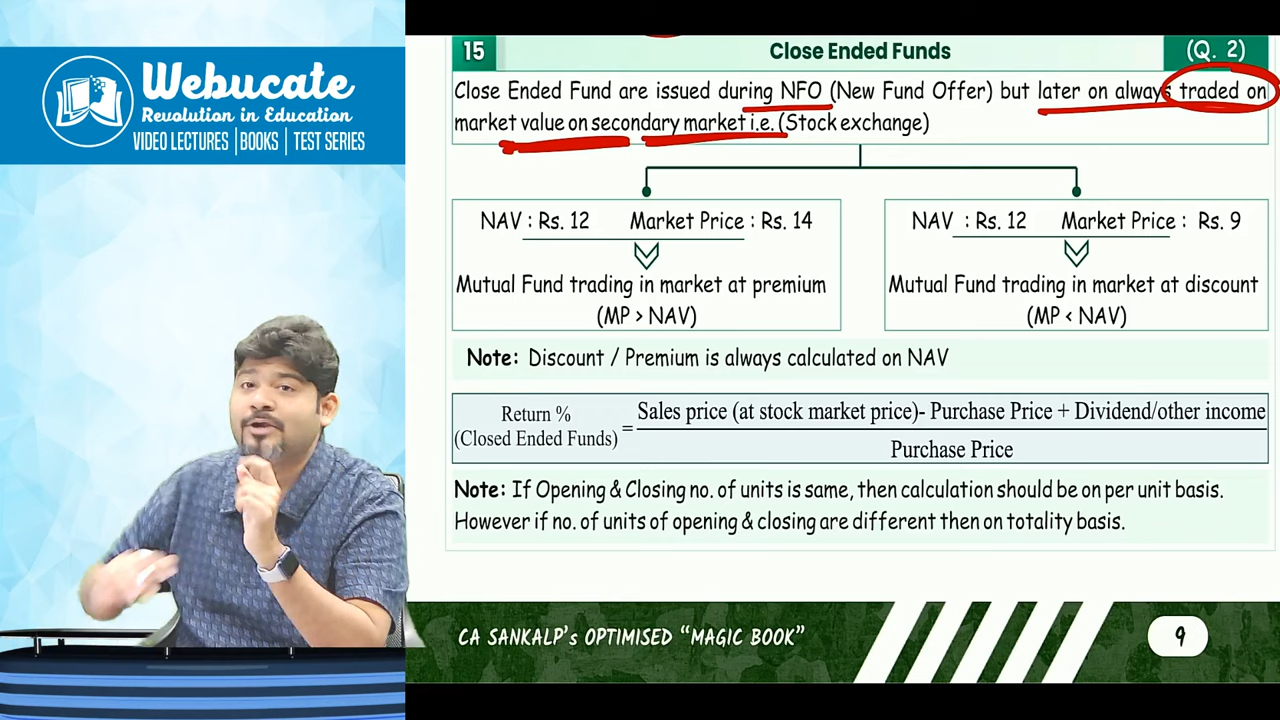 Webucate
Revolution in Education
VIDEO LECTURES | BOOKS | TEST SERIES
15 Close Ended Funds (Q. 2)
Close Ended Fund are issued during NFO (New Fund Offer) but later on always traded on
market value on secondary market i.e. (Stock exchange)
NAV : Rs. 12 Market Price : Rs. 14
Mutual Fund trading in market at premium
(MP > NAV)
NAV : Rs. 12 Market Price : Rs. 9
Mutual Fund trading in market at discount
(MP < NAV)
Note: Discount / Premium is always calculated on NAV
Return %
(Closed Ended Funds)
=
Sales price (at stock market price)- Purchase Price + Dividend/other income
Purchase Price
Note: If Opening & Closing no. of units is same, then calculation should be on per unit basis.
However if no. of units of opening & closing are different then on totality basis.
CA SANKALP's OPTIMISED "MAGIC BOOK"
9